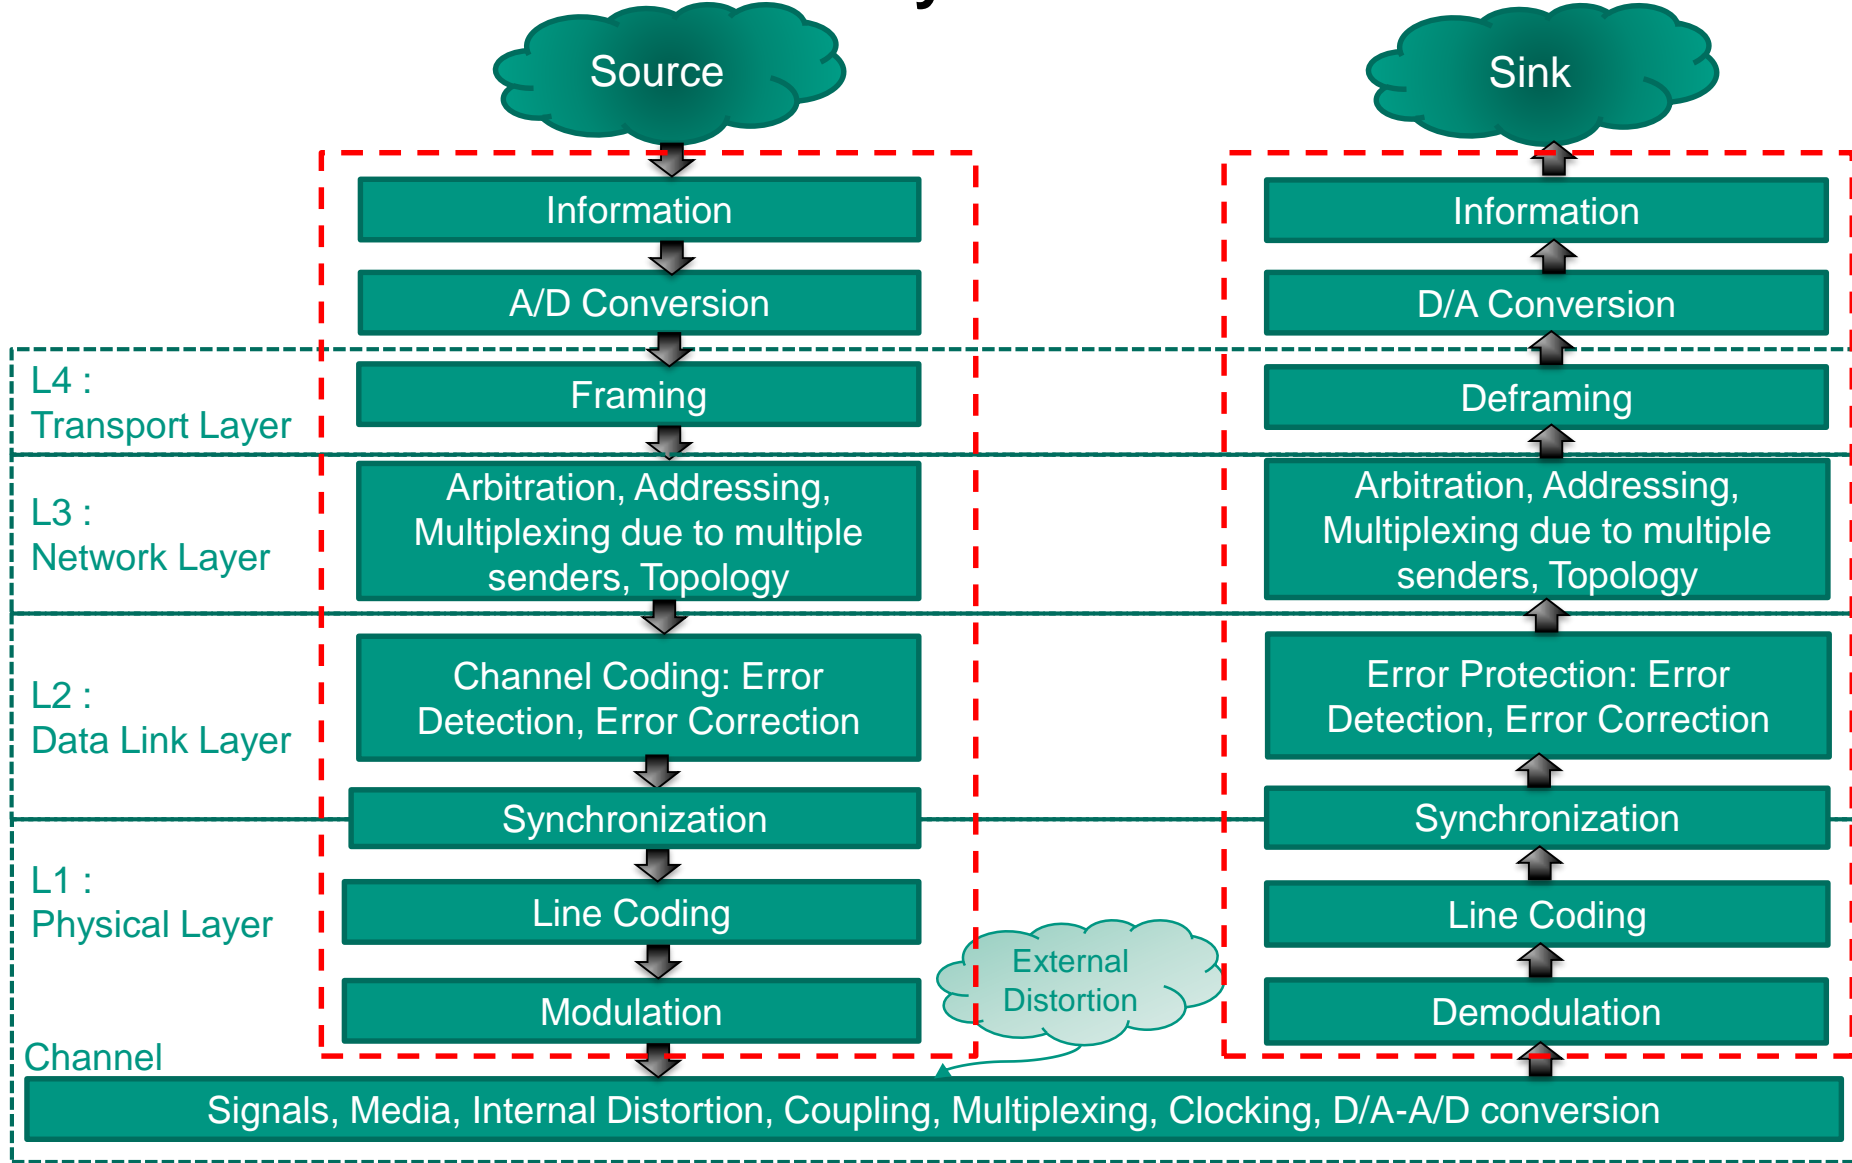 Source
Sink
Information
Information
A/D Conversion
D/A Conversion
L4 :
Transport Layer
Framing
Deframing
L3 :
Network Layer
Arbitration, Addressing,
Multiplexing due to multiple
senders, Topology
Arbitration, Addressing,
Multiplexing due to multiple
senders, Topology
L2 :
Data Link Layer
Channel Coding: Error
Detection, Error Correction
Error Protection: Error
Detection, Error Correction
Synchronization
Synchronization
L1 :
Physical Layer
Line Coding
Line Coding
External
Distortion
Modulation
Demodulation
Channel
Signals, Media, Internal Distortion, Coupling, Multiplexing, Clocking, D/A-A/D conversion